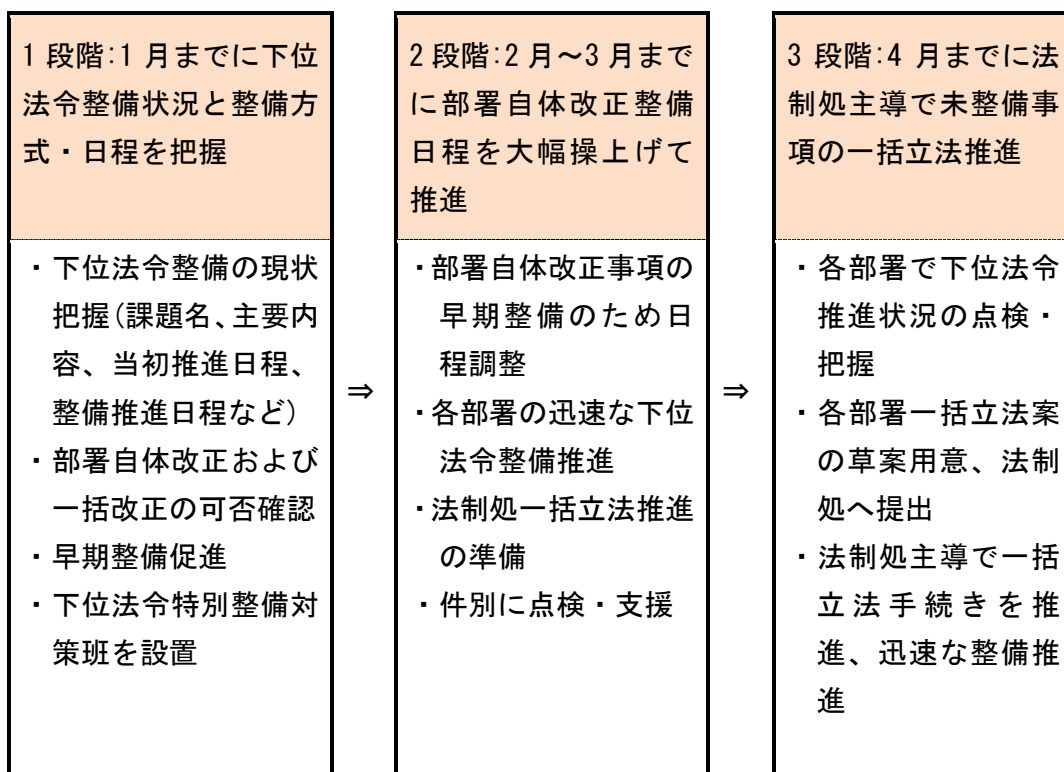 1 段階:1 月までに下位
法令整備状況と整備方
式・日程を把握
・下位法令整備の現状
把握(課題名、主要内
容、当初推進日程、
整備推進日程など)
・部署自体改正および
一括改正の可否確認
・早期整備促進
・下位法令特別整備対
策班を設置
⇒
2 段階:2 月～3 月まで
に部署自体改正整備
日程を大幅操上げて
推進
・部署自体改正事項の
早期整備のため日
程調整
・各部署の迅速な下位
法令整備推進
・法制処一括立法推進
の準備
・件別に点検・支援
⇒
3 段階:4 月までに法
制処主導で未整備事
項の一括立法推進
・各部署で下位法令
推進状況の点検・
把握
・各部署一括立法案
の草案用意、法制
処へ提出
・法制処主導で一括
立法手続きを推
進、迅速な整備推
進